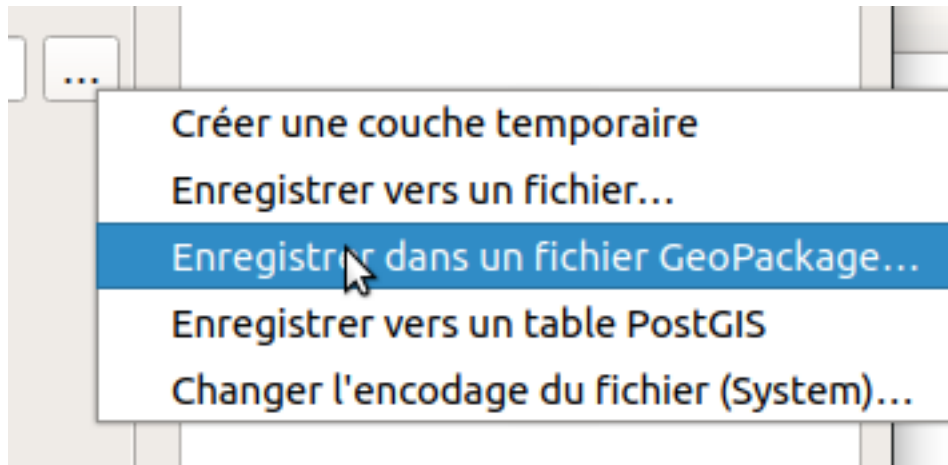 ...
Créer une couche temporaire
Enregistrer vers un fichier...
Enregistrer dans un fichier GeoPackage...
Enregistrer vers un table PostGIS
Changer l'encodage du fichier (System)...